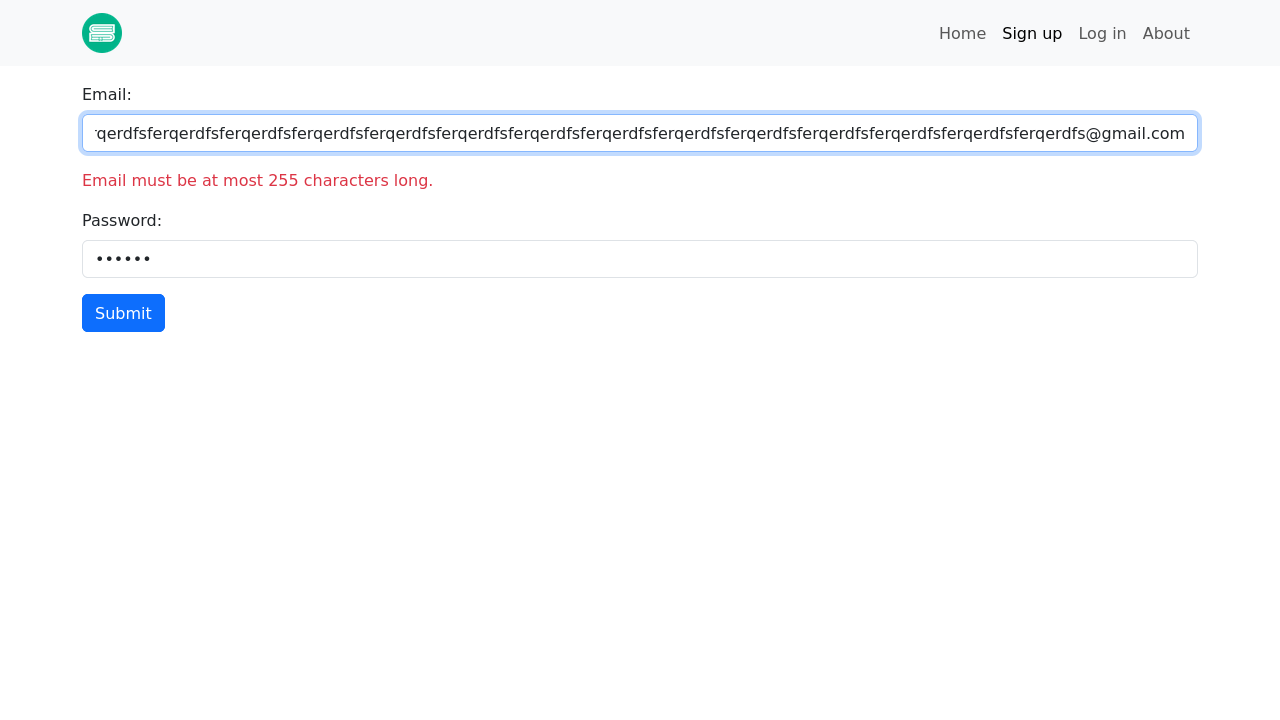 Home Sign up Log in About
Email:
qerdfsferqerdfsferqerdfsferqerdfsferqerdfsferqerdfsferqerdfsferqerdfsferqerdfsferqerdfsferqerdfsferqerdfsferqerdfsferqerdfs@gmail.com
Email must be at most 255 characters long.
Password:
••••••
Submit